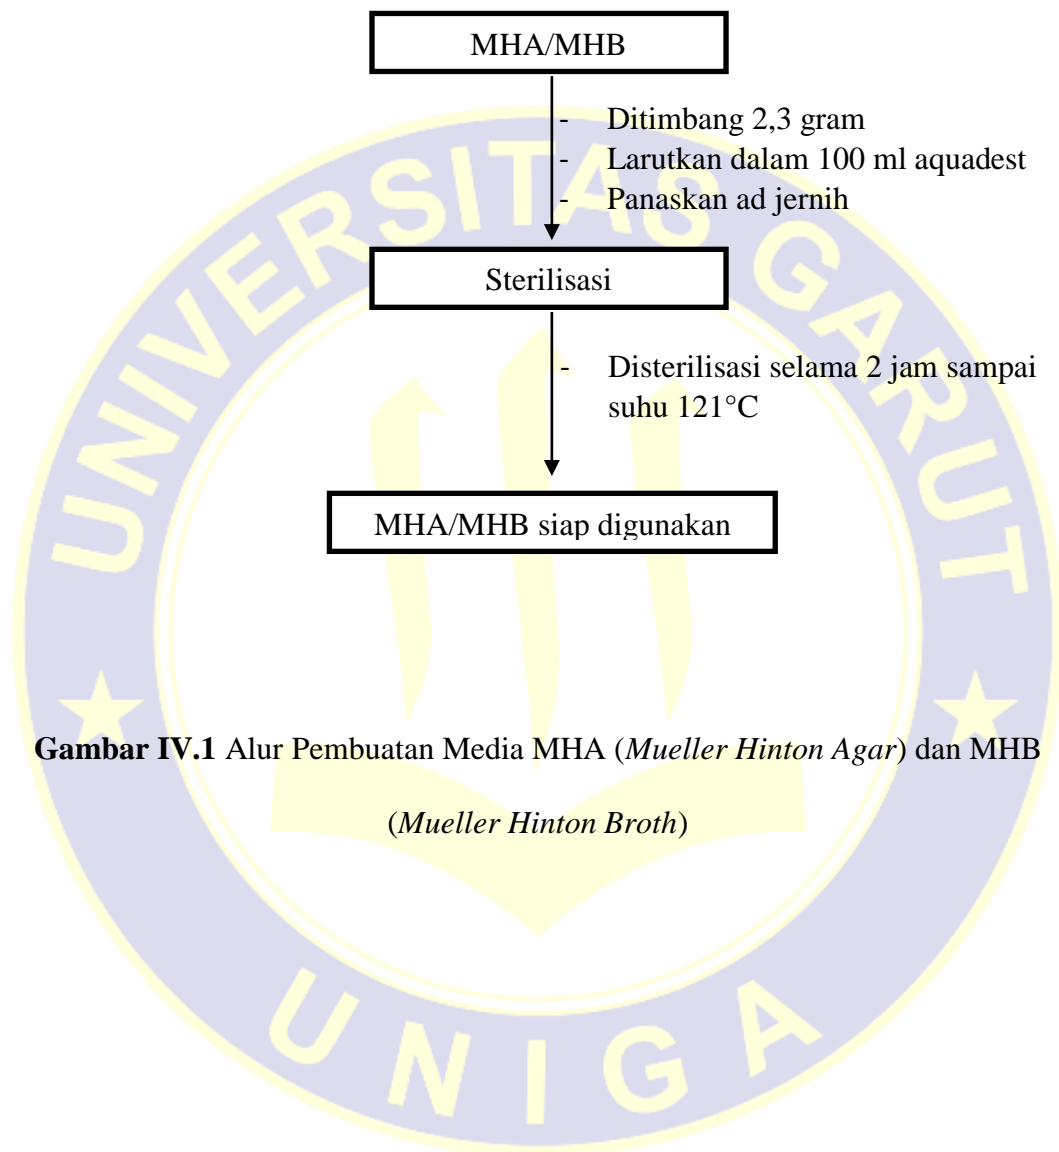 MHA/MHB
- Ditimbang 2,3 gram
- Larutkan dalam 100 ml aquadest
- Panaskan ad jernih
Sterilisasi
- Disterilisasi selama 2 jam sampai
suhu 121°C
MHA/MHB siap digunakan
Gambar IV.1 Alur Pembuatan Media MHA (Mueller Hinton Agar) dan MHB
(Mueller Hinton Broth)
UNIVERSITAS GARUT
UNIGA